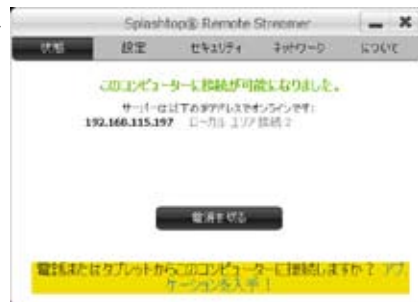 Splashtop® Remote Streamer
状態 設定 セキュリティ ネットワーク について
このコンピューターに接続が可能になりました。
サーバーは以下のIPアドレスでオンラインです:
192.168.115.197 ローカル エリア接続 2
電源を切る
電話またはタブレットからこのコンピューターに接続しますか? アプ
ケーションを入手!